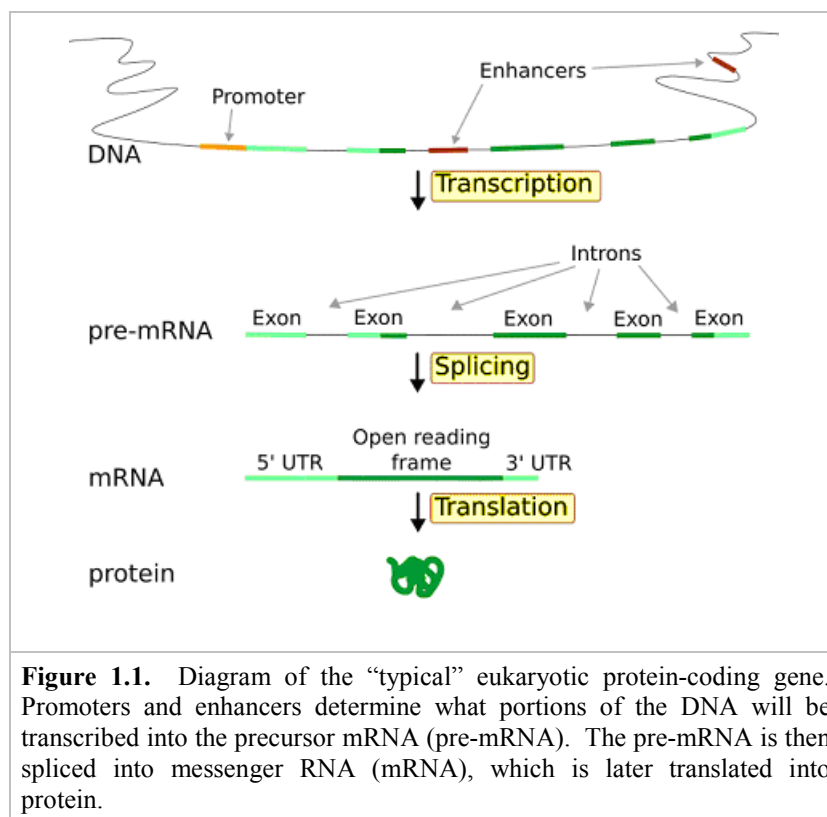 Enhancers
Promoter
DNA
Transcription
Introns
Exon Exon Exon Exon Exon
pre-mRNA
Splicing
Open reading
5' UTR frame 3' UTR
mRNA
Translation
protein
Figure 1.1. Diagram of the “typical” eukaryotic protein-coding gene.
Promoters and enhancers determine what portions of the DNA will be
transcribed into the precursor mRNA (pre-mRNA). The pre-mRNA is then
spliced into messenger RNA (mRNA), which is later translated into
protein.